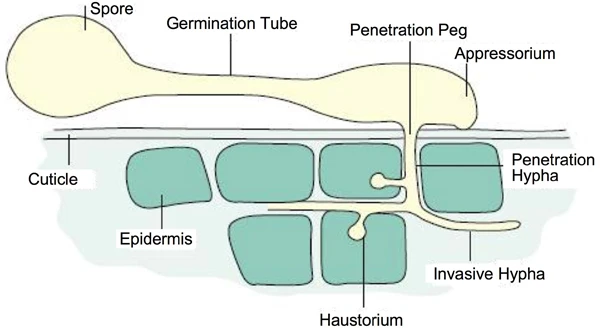 Spore
Germination Tube
Penetration Peg
Appressorium
Cuticle
Penetration
Hypha
Epidermis
Invasive Hypha
Haustorium